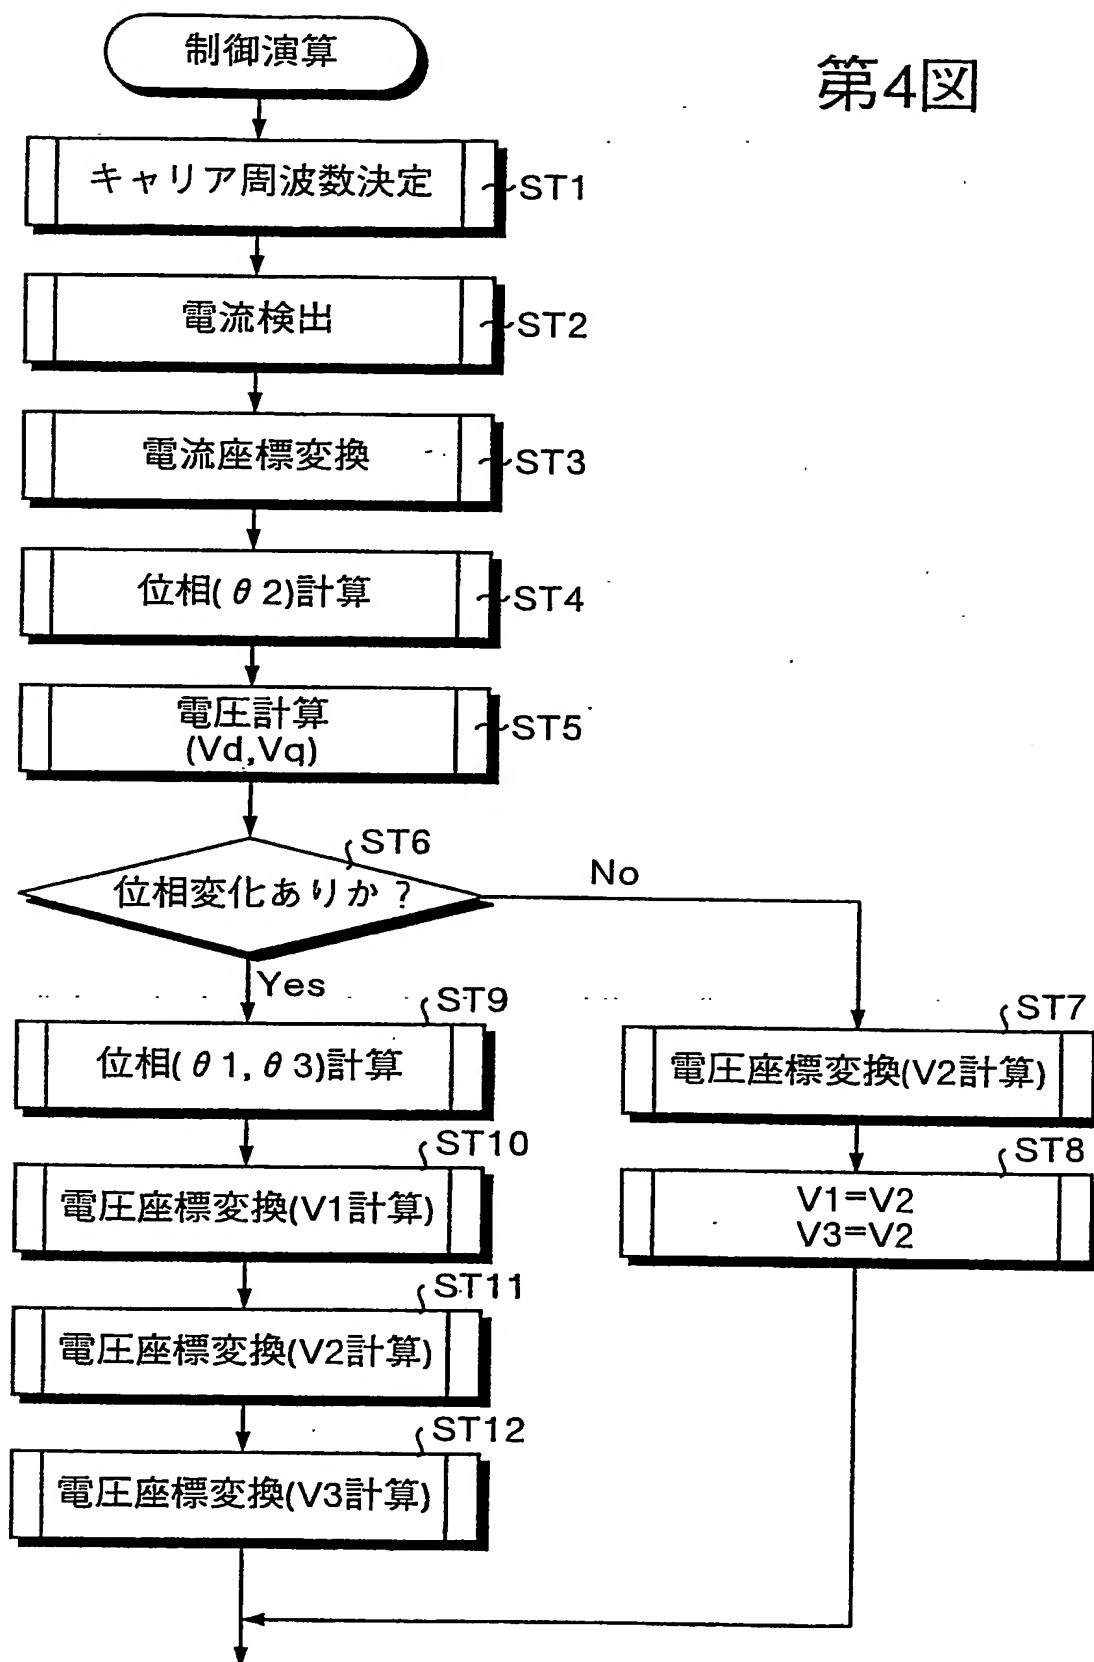 制御演算
第4図
キャリア周波数決定
ST1
電流検出
ST2
電流座標変換
ST3
位相(θ2)計算
ST4
電圧計算
(Vd,Vq)
ST5
ST6
位相変化ありか?
No
Yes
ST9
位相(θ1,θ3)計算
ST10
電圧座標変換(V1計算)
ST11
電圧座標変換(V2計算)
ST12
電圧座標変換(V3計算)
ST7
電圧座標変換(V2計算)
ST8
V1=V2
V3=V2